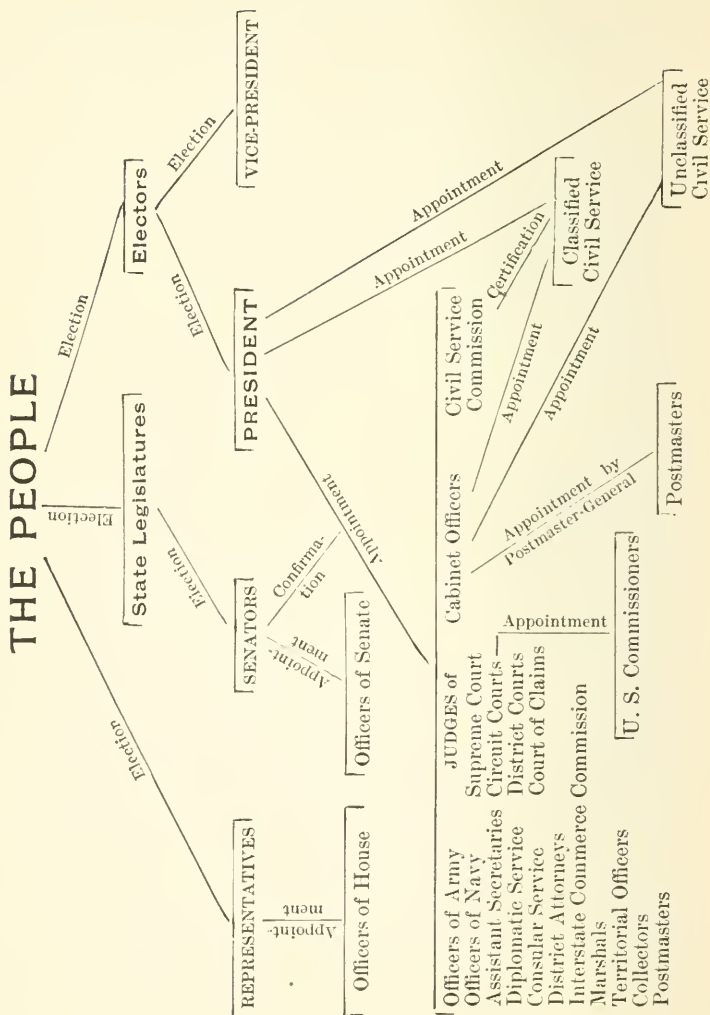 THE PEOPLE
Election
Election
Election
State Legislatures
Electors
Election
Election
Election
REPRESENTATIVES
SENATORS
PRESIDENT
VICE-PRESIDENT
Appoint-
ment
Appoint-
ment
Confirma-
tion
Appointment
Appointment
Appointment
Officers of House
Officers of Senate
Officers of Army
Officers of Navy
Assistant Secretaries
Diplomatic Service
Consular Service
District Attorneys
Interstate Commerce Commission
Marshals
Territorial Officers
Collectors
Postmasters
JUDGES of
Supreme Court
Circuit Courts
District Courts
Court of Claims
Cabinet Officers
Civil Service
Commission
Certification
Appointment
Appointment
Appointment by
Postmaster-General
Appointment
U. S. Commissioners
Postmasters
Classified
Civil Service
Unclassified
Civil Service